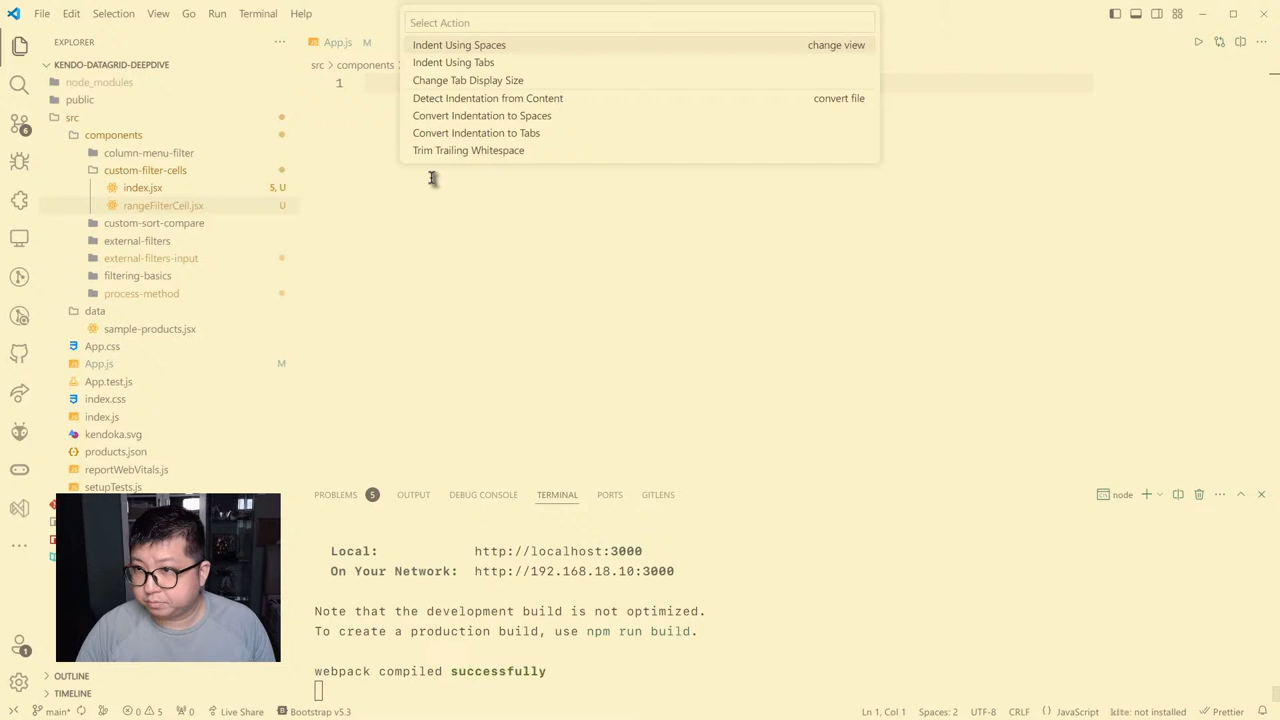 File Edit Selection View Go Run Terminal Help
Select Action
Indent Using Spaces change view
Indent Using Tabs
Change Tab Display Size
Detect Indentation from Content convert file
Convert Indentation to Spaces
Convert Indentation to Tabs
Trim Trailing Whitespace
EXPLORER
App.js M
KENDO-DATAGRID-DEEPDIVE
src > components >
1
node_modules
public
src
components
column-menu-filter
custom-filter-cells
index.jsx 5, U
rangeFilterCell.jsx U
custom-sort-compare
external-filters
external-filters-input
filtering-basics
process-method
data
sample-products.jsx
App.css
App.js M
App.test.js
index.css
index.js
kendoka.svg
products.json
reportWebVitals.js
setupTests.js
6
1
OUTLINE
TIMELINE
PROBLEMS 5 OUTPUT DEBUG CONSOLE TERMINAL PORTS GITLENS
node
Local: http://localhost:3000
On Your Network: http://192.168.18.10:3000
Note that the development build is not optimized.
To create a production build, use npm run build.
webpack compiled successfully
main* 0 5 0 Live Share Bootstrap v5.3 Ln 1, Col 1 Spaces: 2 UTF-8 CRLF JavaScript kite: not installed Prettier